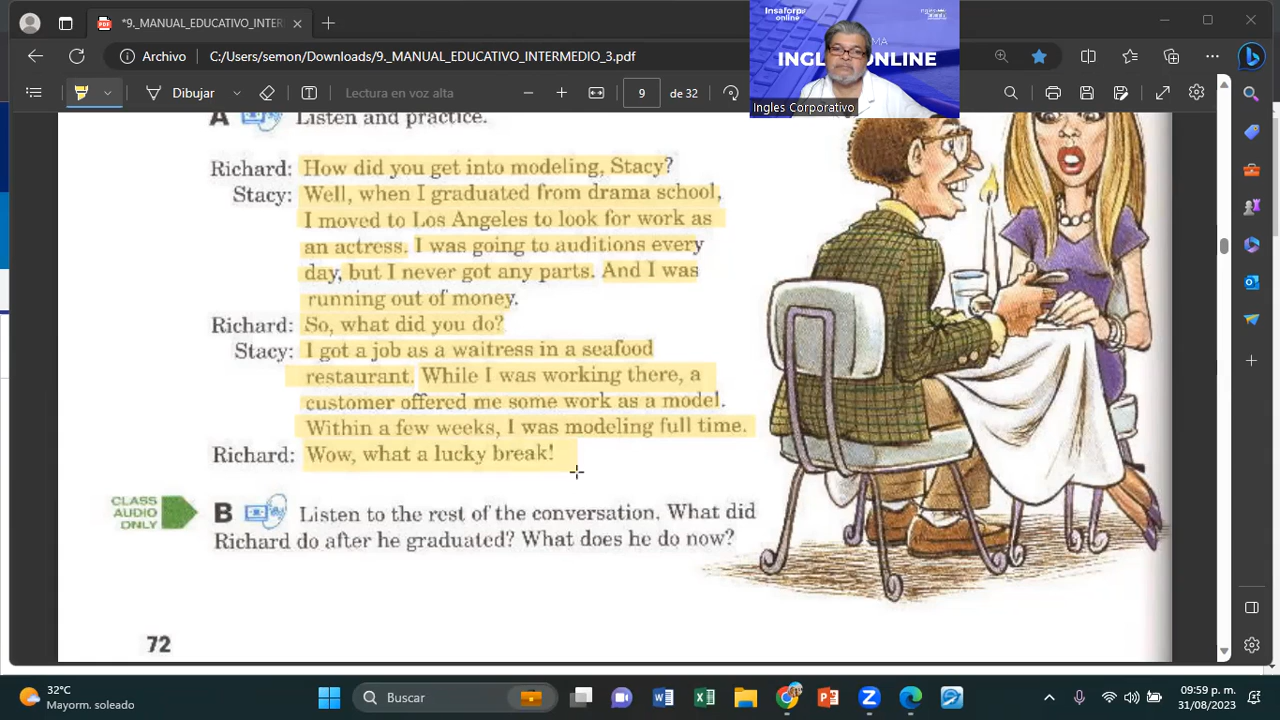 *9._MANUAL_EDUCATIVO_INTERI
Insaforp
online
INGL ONLINE
Ingles Corporativo
Archivo
C:/Users/semon/Downloads/9._MANUAL_EDUCATIVO_INTERMEDIO_3.pdf
Dibujar
Lectura en voz alta
9
de 32
A Listen and practice.
Richard: How did you get into modeling, Stacy?
Stacy: Well, when I graduated from drama school,
I moved to Los Angeles to look for work as
an actress. I was going to auditions every
day, but I never got any parts. And I was
running out of money.
Richard: So, what did you do?
Stacy: I got a job as a waitress in a seafood
restaurant. While I was working there, a
customer offered me some work as a model.
Within a few weeks, I was modeling full time.
Richard: Wow, what a lucky break!
CLASS
AUDIO
ONLY
B Listen to the rest of the conversation. What did
Richard do after he graduated? What does he do now?
72
32°C
Mayorm. soleado
Buscar
09:59 p. m.
31/08/2023